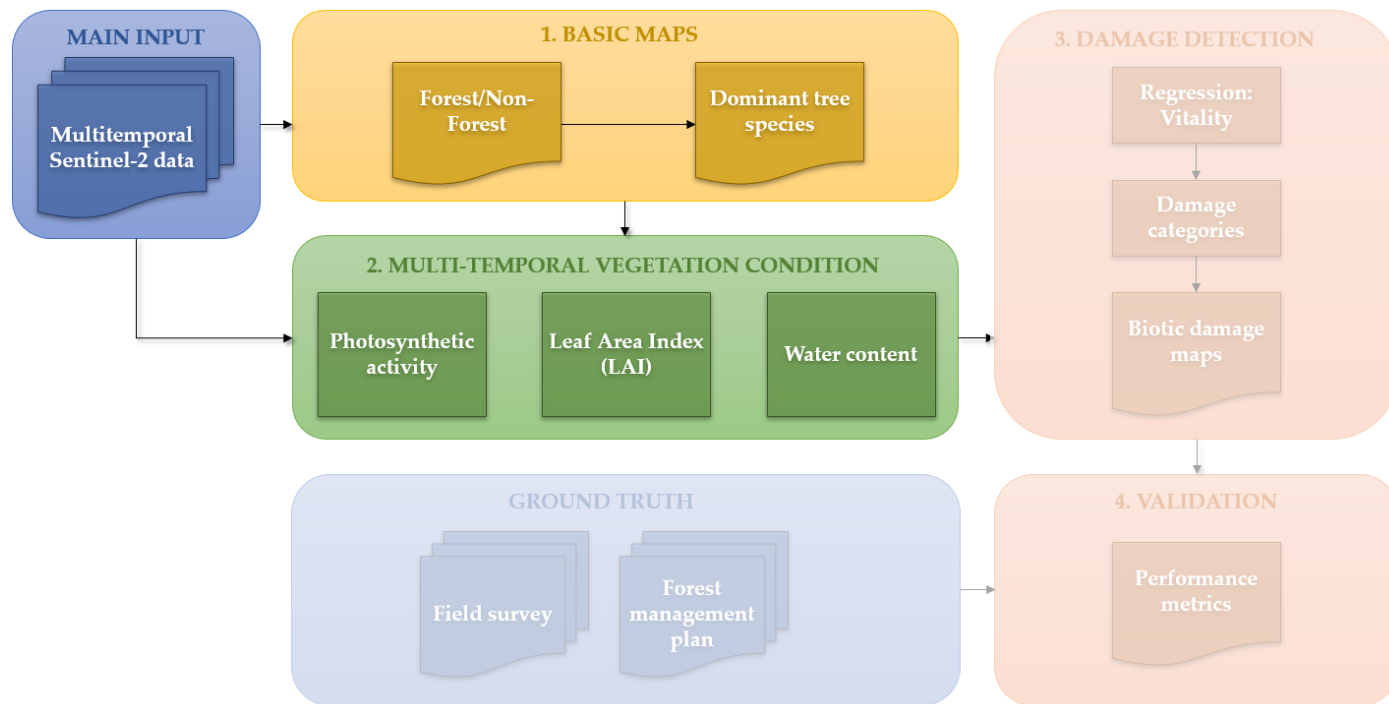 MAIN INPUT
Multitemporal
Sentinel-2 data
1. BASIC MAPS
Forest/Non-
Forest
Dominant tree
species
2. MULTI-TEMPORAL VEGETATION CONDITION
Photosynthetic
activity
Leaf Area Index
(LAI)
Water content
3. DAMAGE DETECTION
Regression:
Vitality
Damage
categories
Biotic damage
maps
GROUND TRUTH
Field survey
Forest
management
plan
4. VALIDATION
Performance
metrics